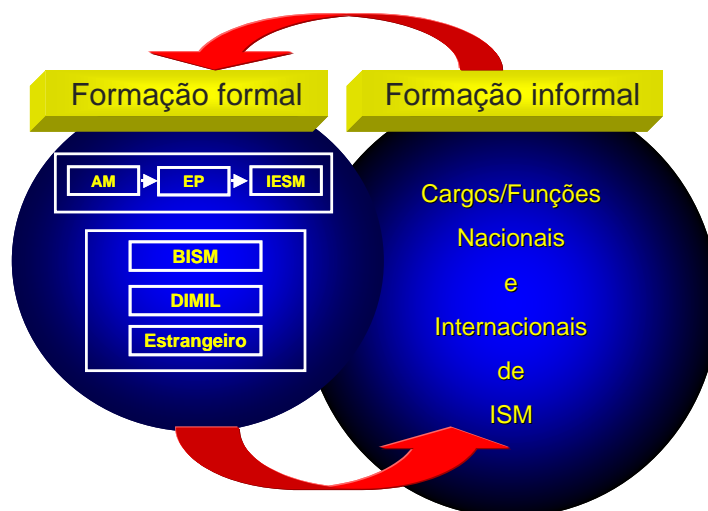 Formação formal
Formação informal
AM
EP
IESM
BISM
DIMIL
Estrangeiro
Cargos/Funções
Nacionais
e
Internacionais
de
ISM